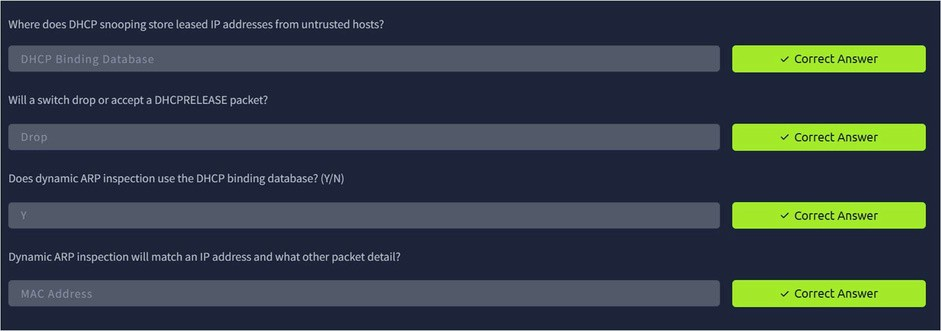 Where does DHCP snooping store leased IP addresses from untrusted hosts?
DHCP Binding Database
✓ Correct Answer
Will a switch drop or accept a DHCPRELEASE packet?
Drop
✓ Correct Answer
Does dynamic ARP inspection use the DHCP binding database? (Y/N)
Y
✓ Correct Answer
Dynamic ARP inspection will match an IP address and what other packet detail?
MAC Address
✓ Correct Answer